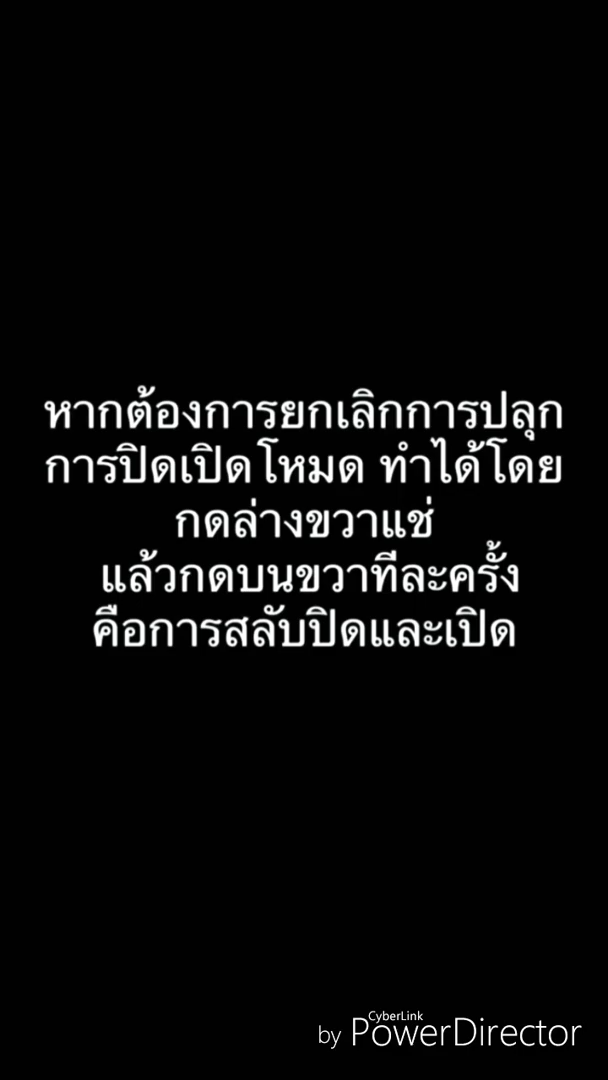 หากต้องการยกเลิกการปลุก
การปิดเปิดโหมด ทำได้โดย
กดล่างขวาแช่
แล้วกดบนขวาทีละครั้ง
คือการสลับปิดและเปิด
CyberLink
by PowerDirector